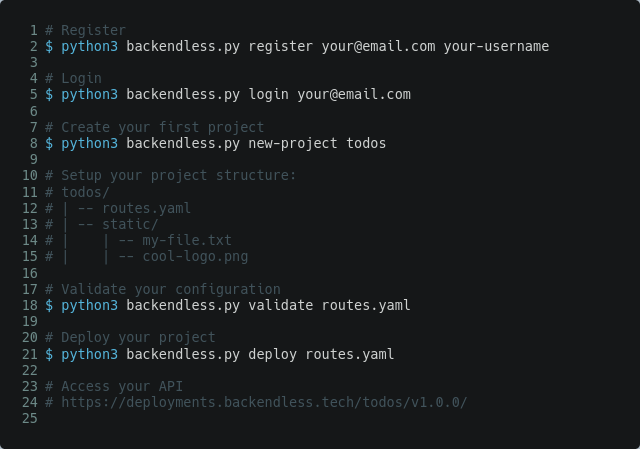 1 # Register
2 $ python3 backendless.py register your@email.com your-username
3
4 # Login
5 $ python3 backendless.py login your@email.com
6
7 # Create your first project
8 $ python3 backendless.py new-project todos
9
10 # Setup your project structure:
11 # todos/
12 # | -- routes.yaml
13 # | -- static/
14 # |    | -- my-file.txt
15 # |    | -- cool-logo.png
16
17 # Validate your configuration
18 $ python3 backendless.py validate routes.yaml
19
20 # Deploy your project
21 $ python3 backendless.py deploy routes.yaml
22
23 # Access your API
24 # https://deployments.backendless.tech/todos/v1.0.0/
25